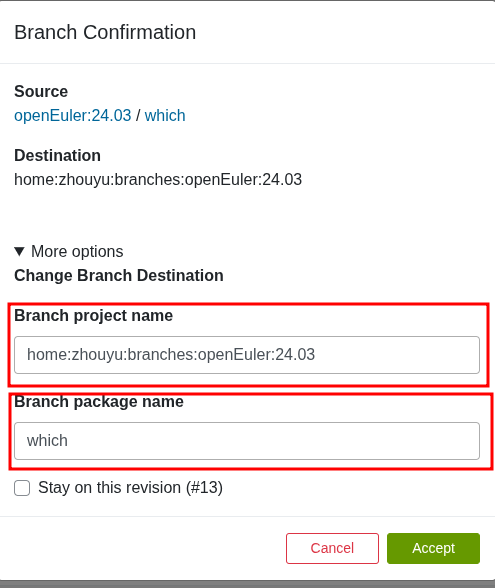 Branch Confirmation
Source
openEuler:24.03 / which
Destination
home:zhouyu:branches:openEuler:24.03
▼ More options
Change Branch Destination
Branch project name
home:zhouyu:branches:openEuler:24.03
Branch package name
which
Stay on this revision (#13)
Cancel Accept